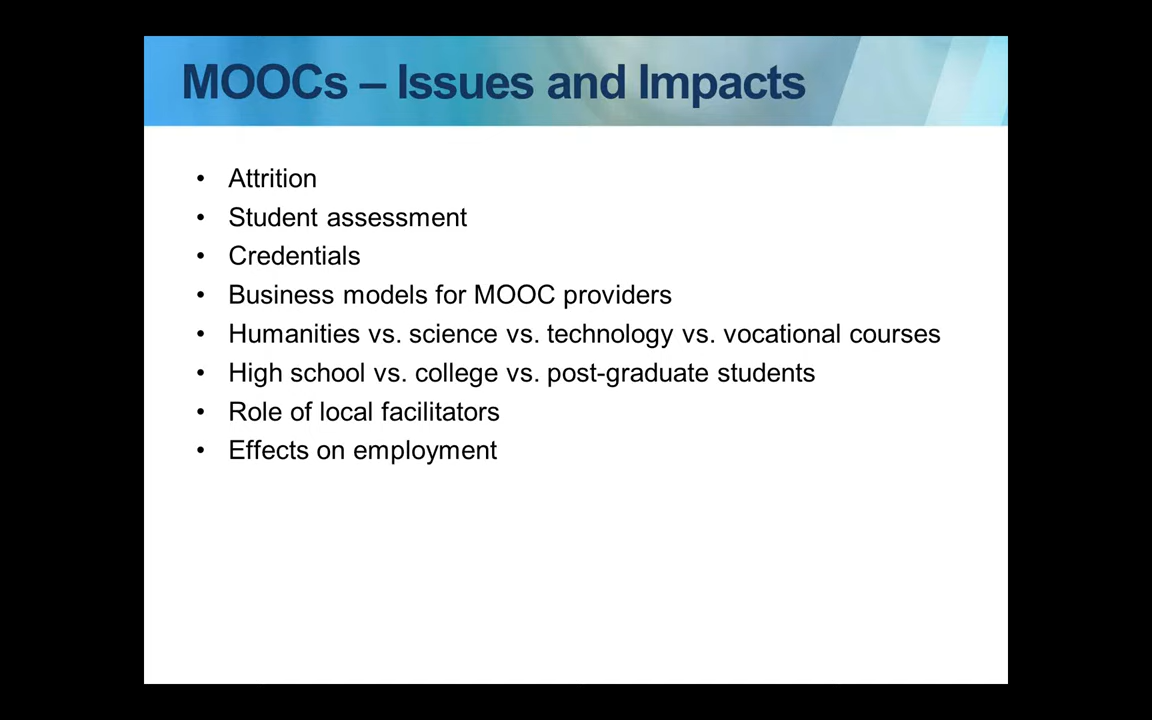 MOOCs – Issues and Impacts
• Attrition
• Student assessment
• Credentials
• Business models for MOOC providers
• Humanities vs. science vs. technology vs. vocational courses
• High school vs. college vs. post-graduate students
• Role of local facilitators
• Effects on employment